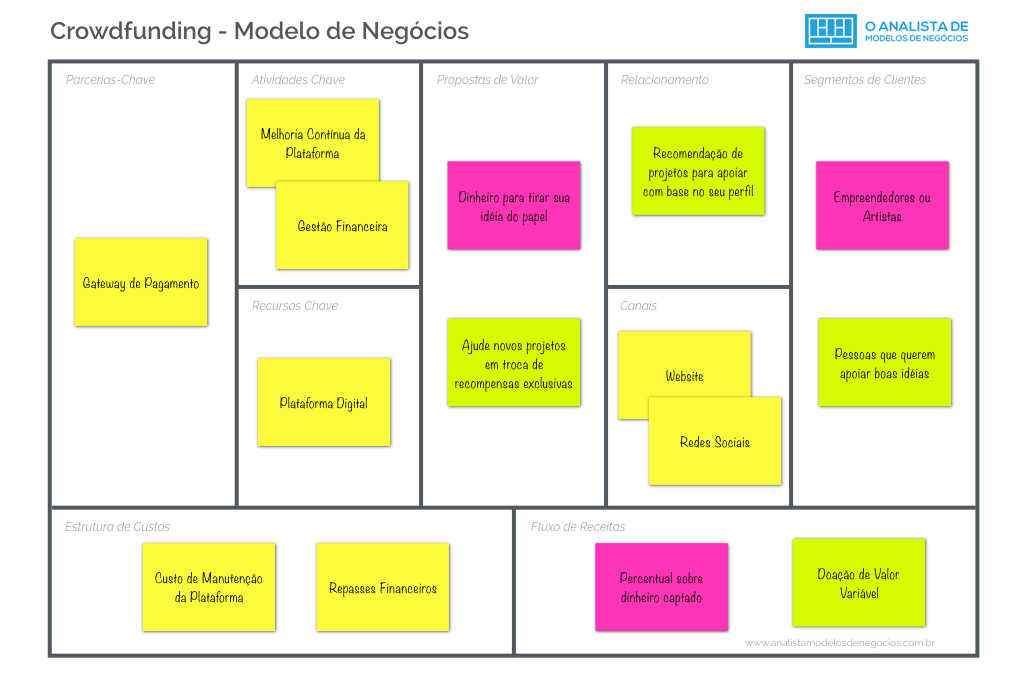 Crowdfunding - Modelo de Negócios
O ANALISTA DE
MODELOS DE NEGÓCIOS
Parcerias-Chave
Gateway de Pagamento
Atividades Chave
Melhoria Contínua da
Plataforma
Gestão Financeira
Recursos Chave
Plataforma Digital
Propostas de Valor
Dinheiro para tirar sua
idéia do papel
Ajude novos projetos
em troca de
recompensas exclusivas
Relacionamento
Recomendação de
projetos para apoiar
com base no seu perfil
Canais
Website
Redes Sociais
Segmentos de Clientes
Empreendedores ou
Artistas
Pessoas que querem
apoiar boas idéias
Estrutura de Custos
Custo de Manutenção
da Plataforma
Repasses Financeiros
Fluxo de Receitas
Percentual sobre
dinheiro captado
Doação de Valor
Variável
www.analistamodelosdenegocios.com.br